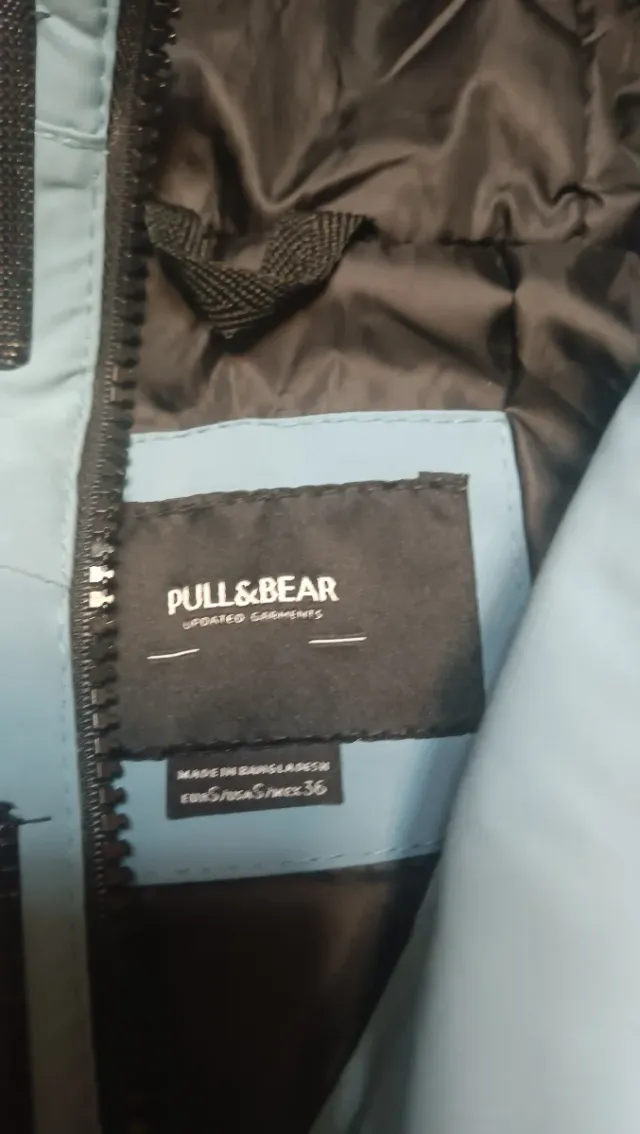 PULL&BEAR
UPDATED GARMENTS
MADE IN BANGLADESH
EUR S/USA S/MEX 36